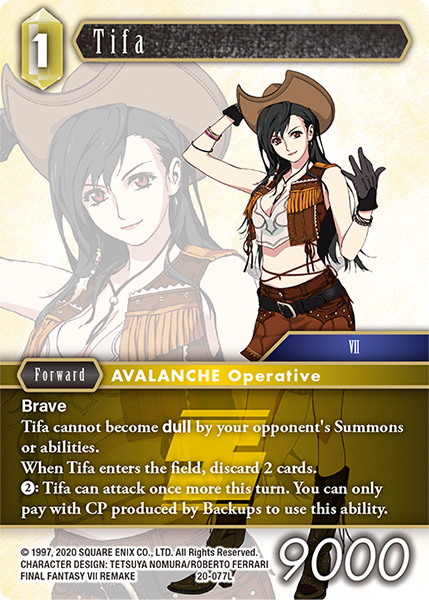 1
Tifa
VII
Forward
AVALANCHE Operative
Brave
Tifa cannot become dull by your opponent's Summons
or abilities.
When Tifa enters the field, discard 2 cards.
❷: Tifa can attack once more this turn. You can only
pay with CP produced by Backups to use this ability.
© 1997, 2020 SQUARE ENIX CO., LTD. All Rights Reserved.
CHARACTER DESIGN: TETSUYA NOMURA/ROBERTO FERRARI
FINAL FANTASY VII REMAKE
20-077L
9000